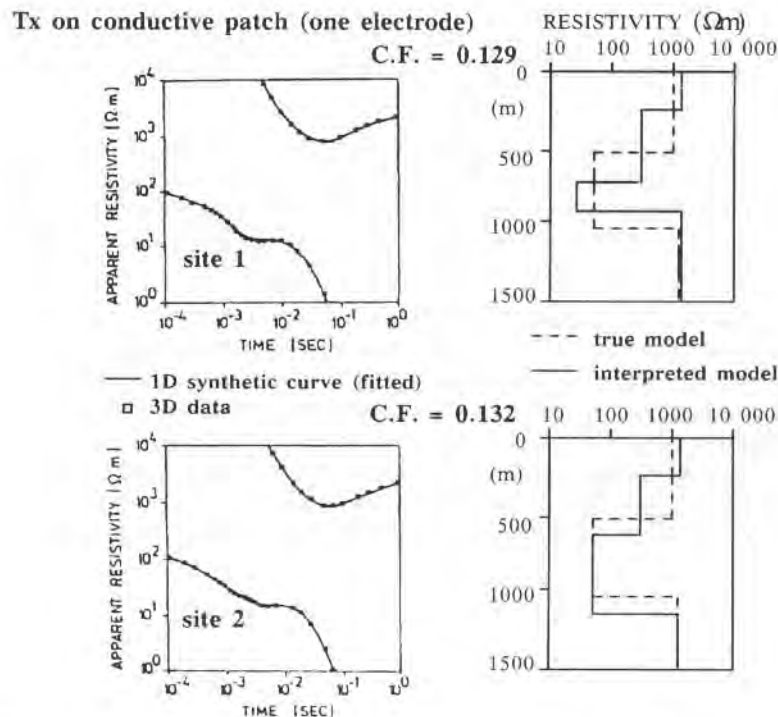 Tx on conductive patch (one electrode)
C.F. = 0.129
RESISTIVITY (Ωm)
10 100 1000 10 000
APPARENT RESISTIVITY [Ωm]
10⁴
10³
10²
10¹
10⁰
site 1
10⁻⁴ 10⁻³ 10⁻² 10⁻¹ 10⁰
TIME [SEC]
0
(m)
500
1000
1500
1D synthetic curve (fitted)
3D data
true model
interpreted model
C.F. = 0.132
10 100 1000 10 000
APPARENT RESISTIVITY [Ωm]
10⁴
10³
10²
10¹
10⁰
site 2
10⁻⁴ 10⁻³ 10⁻² 10⁻¹ 10⁰
TIME [SEC]
0
(m)
500
1000
1500